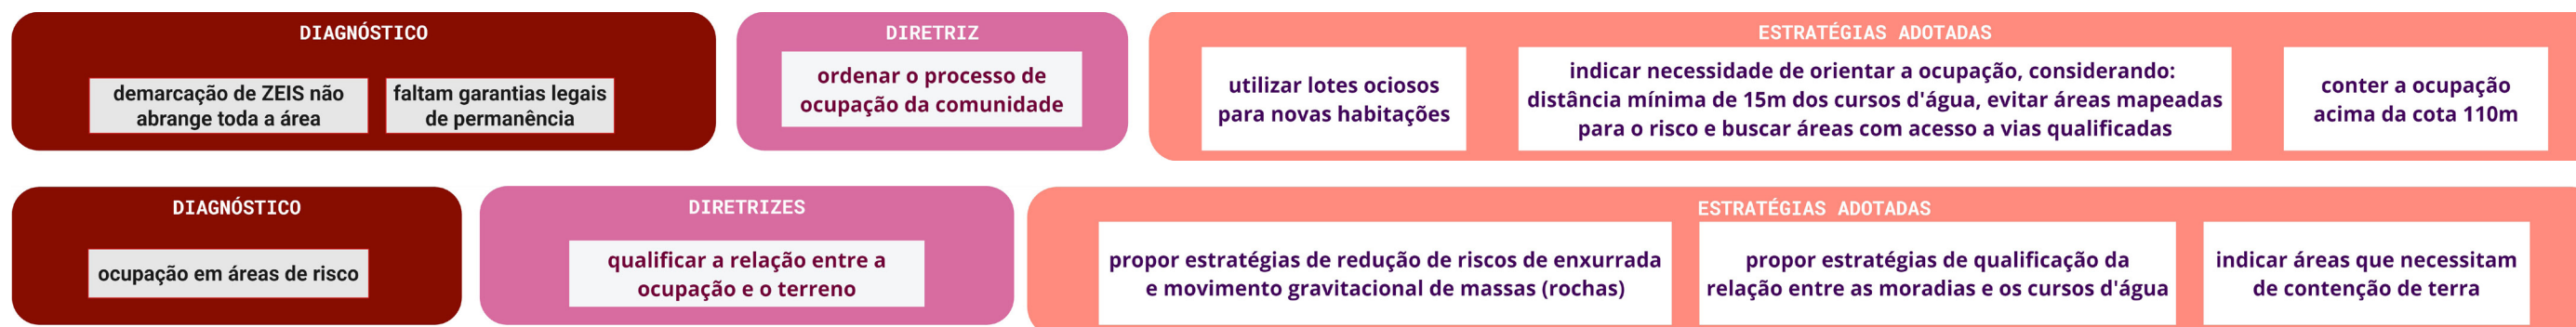 DIAGNÓSTICO
demarcação de ZEIS não
abrange toda a área
faltam garantias legais
de permanência
DIRETRIZ
ordenar o processo de
ocupação da comunidade
ESTRATÉGIAS ADOTADAS
utilizar lotes ociosos
para novas habitações
indicar necessidade de orientar a ocupação, considerando:
distância mínima de 15m dos cursos d'água, evitar áreas mapeadas
para o risco e buscar áreas com acesso a vias qualificadas
conter a ocupação
acima da cota 110m
DIAGNÓSTICO
ocupação em áreas de risco
DIRETRIZES
qualificar a relação entre a
ocupação e o terreno
ESTRATÉGIAS ADOTADAS
propor estratégias de redução de riscos de enxurrada
e movimento gravitacional de massas (rochas)
propor estratégias de qualificação da
relação entre as moradias e os cursos d'água
indicar áreas que necessitam
de contenção de terra